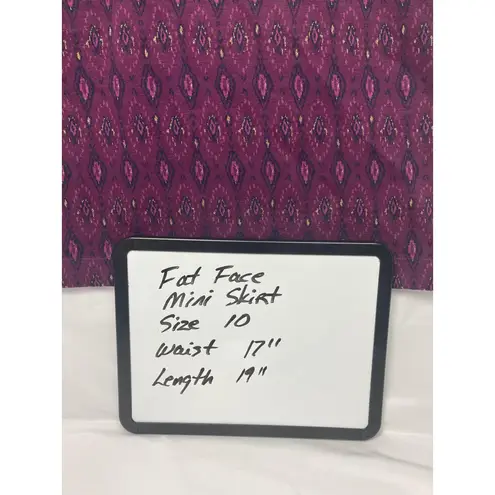 Fat Face
Mini Skirt
Size 10
Waist 17"
Length 19"